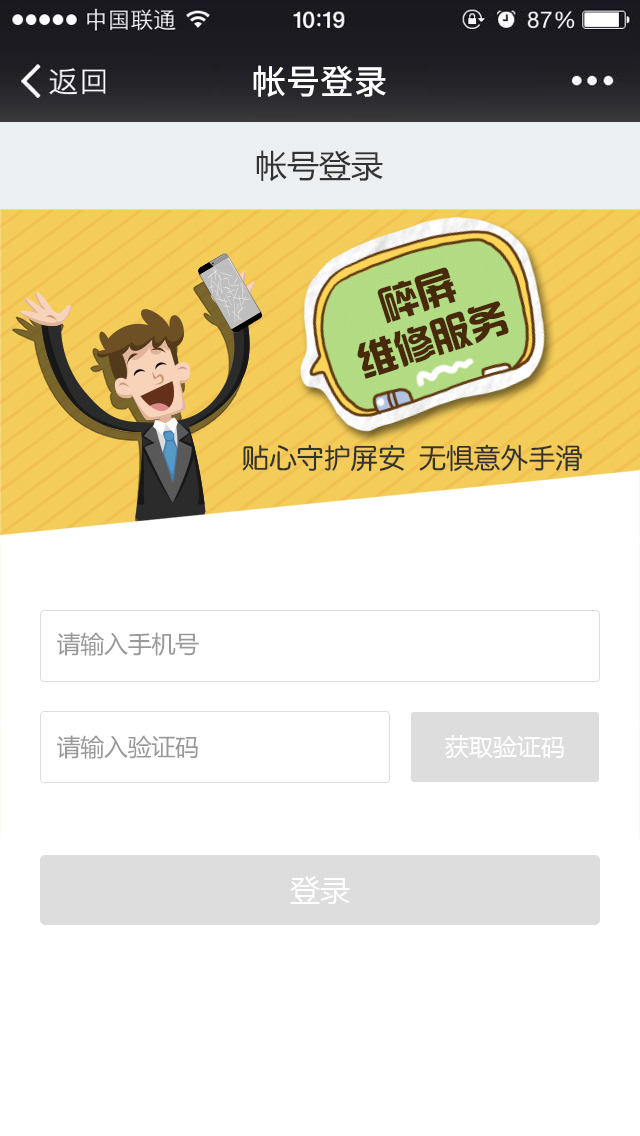 中国联通 10:19 87%
返回 帐号登录
帐号登录
碎屏
维修服务
贴心守护屏安 无惧意外手滑
请输入手机号
请输入验证码 获取验证码
登录